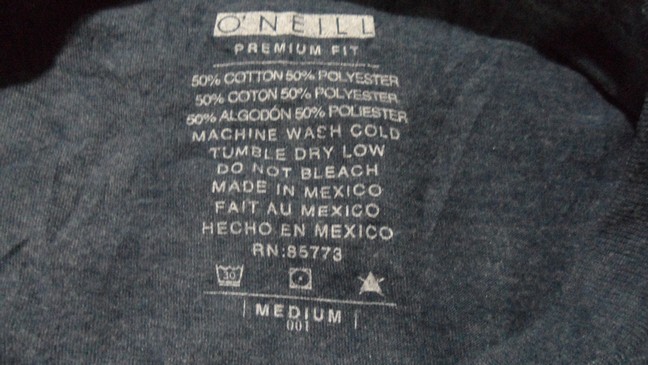 O'NEILL
PREMIUM FIT
50% COTTON 50% POLYESTER
50% COTON 50% POLYESTER
50% ALGODÓN 50% POLIESTER
MACHINE WASH COLD
TUMBLE DRY LOW
DO NOT BLEACH
MADE IN MEXICO
FAIT AU MEXICO
HECHO EN MEXICO
RN:85773
30
MEDIUM
001